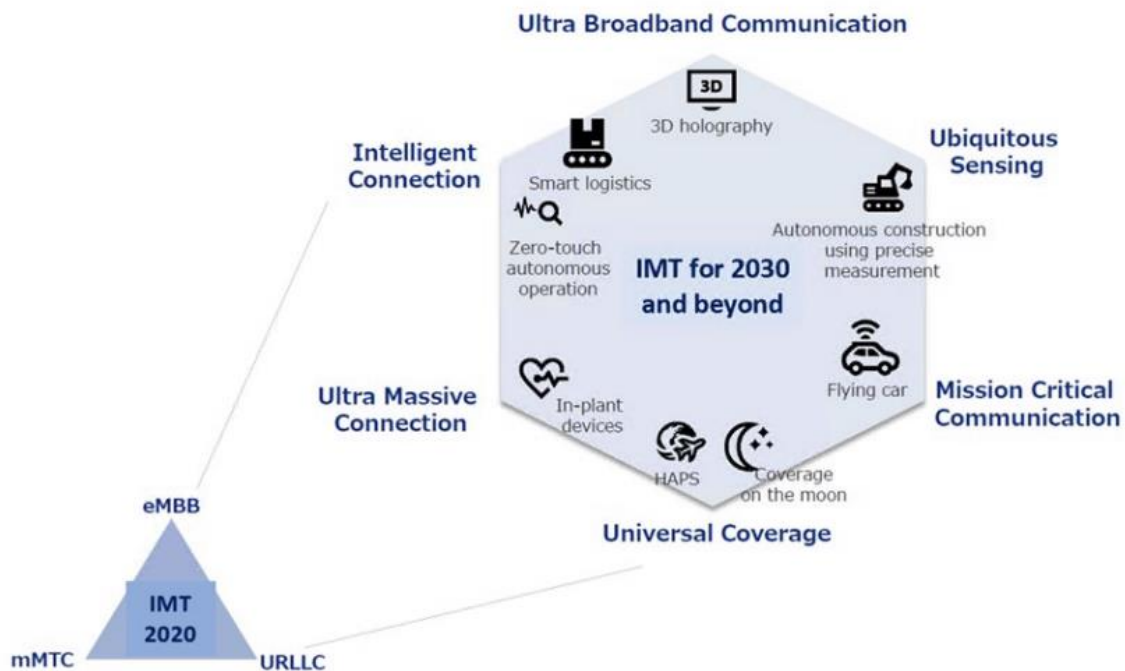 Ultra Broadband Communication
3D
3D holography
Intelligent
Connection
Ubiquitous
Sensing
Smart logistics
Zero-touch
autonomous
operation
Autonomous construction
using precise
measurement
IMT for 2030
and beyond
Flying car
Ultra Massive
Connection
In-plant
devices
Mission Critical
Communication
HAPS
Coverage
on the moon
Universal Coverage
eMBB
IMT
2020
mMTC
URLLC